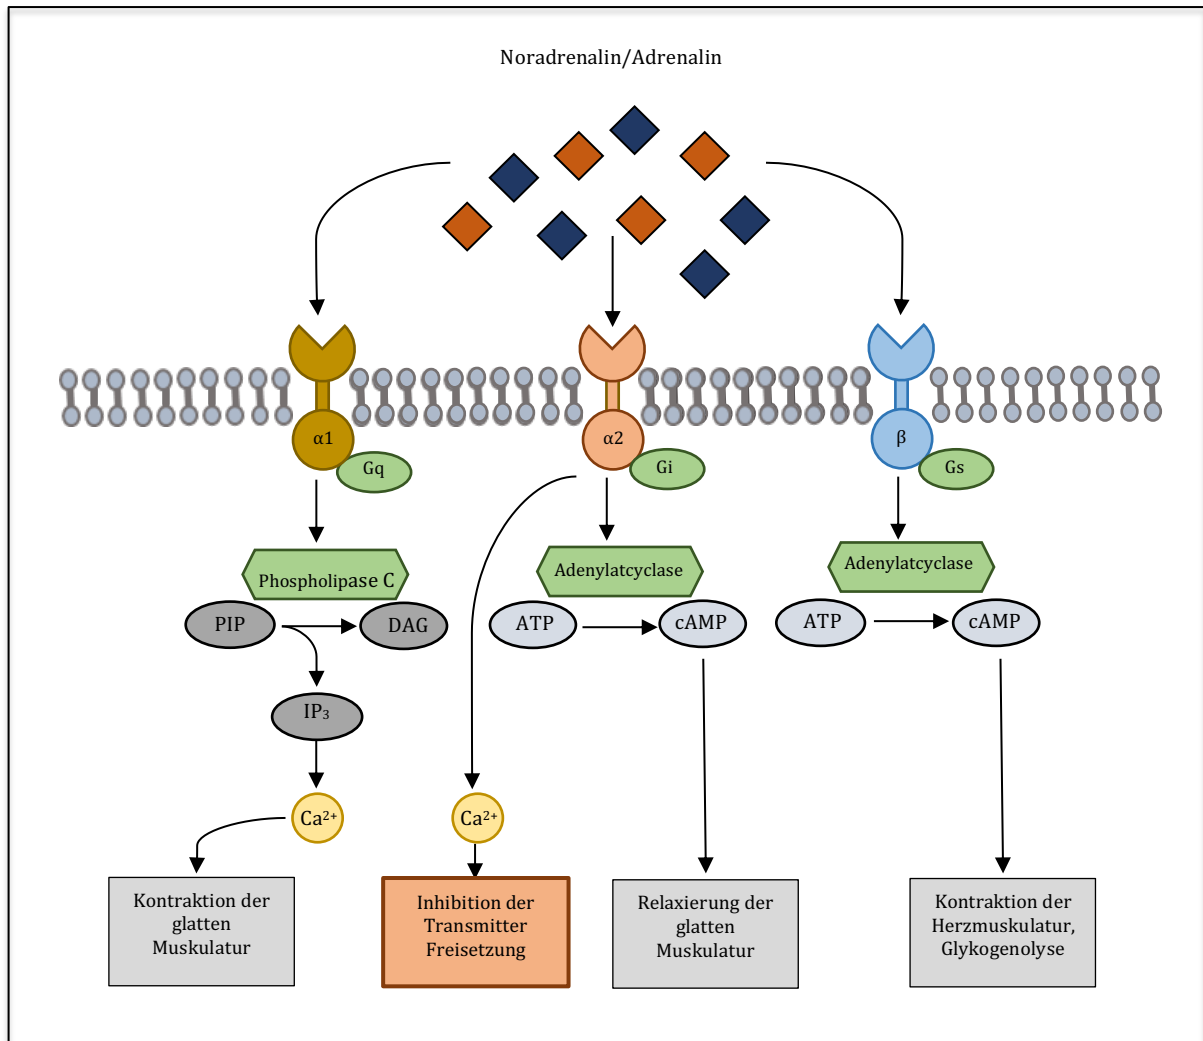 Noradrenalin/Adrenalin
α1
Gq
α2
Gi
β
Gs
Phospholipase C
Adenylatcyclase
Adenylatcyclase
PIP
DAG
ATP
cAMP
ATP
cAMP
IP₃
Ca²⁺
Ca²⁺
Kontraktion der
glatten
Muskulatur
Inhibition der
Transmitter
Freisetzung
Relaxierung der
glatten
Muskulatur
Kontraktion der
Herzmuskulatur,
Glykogenolyse